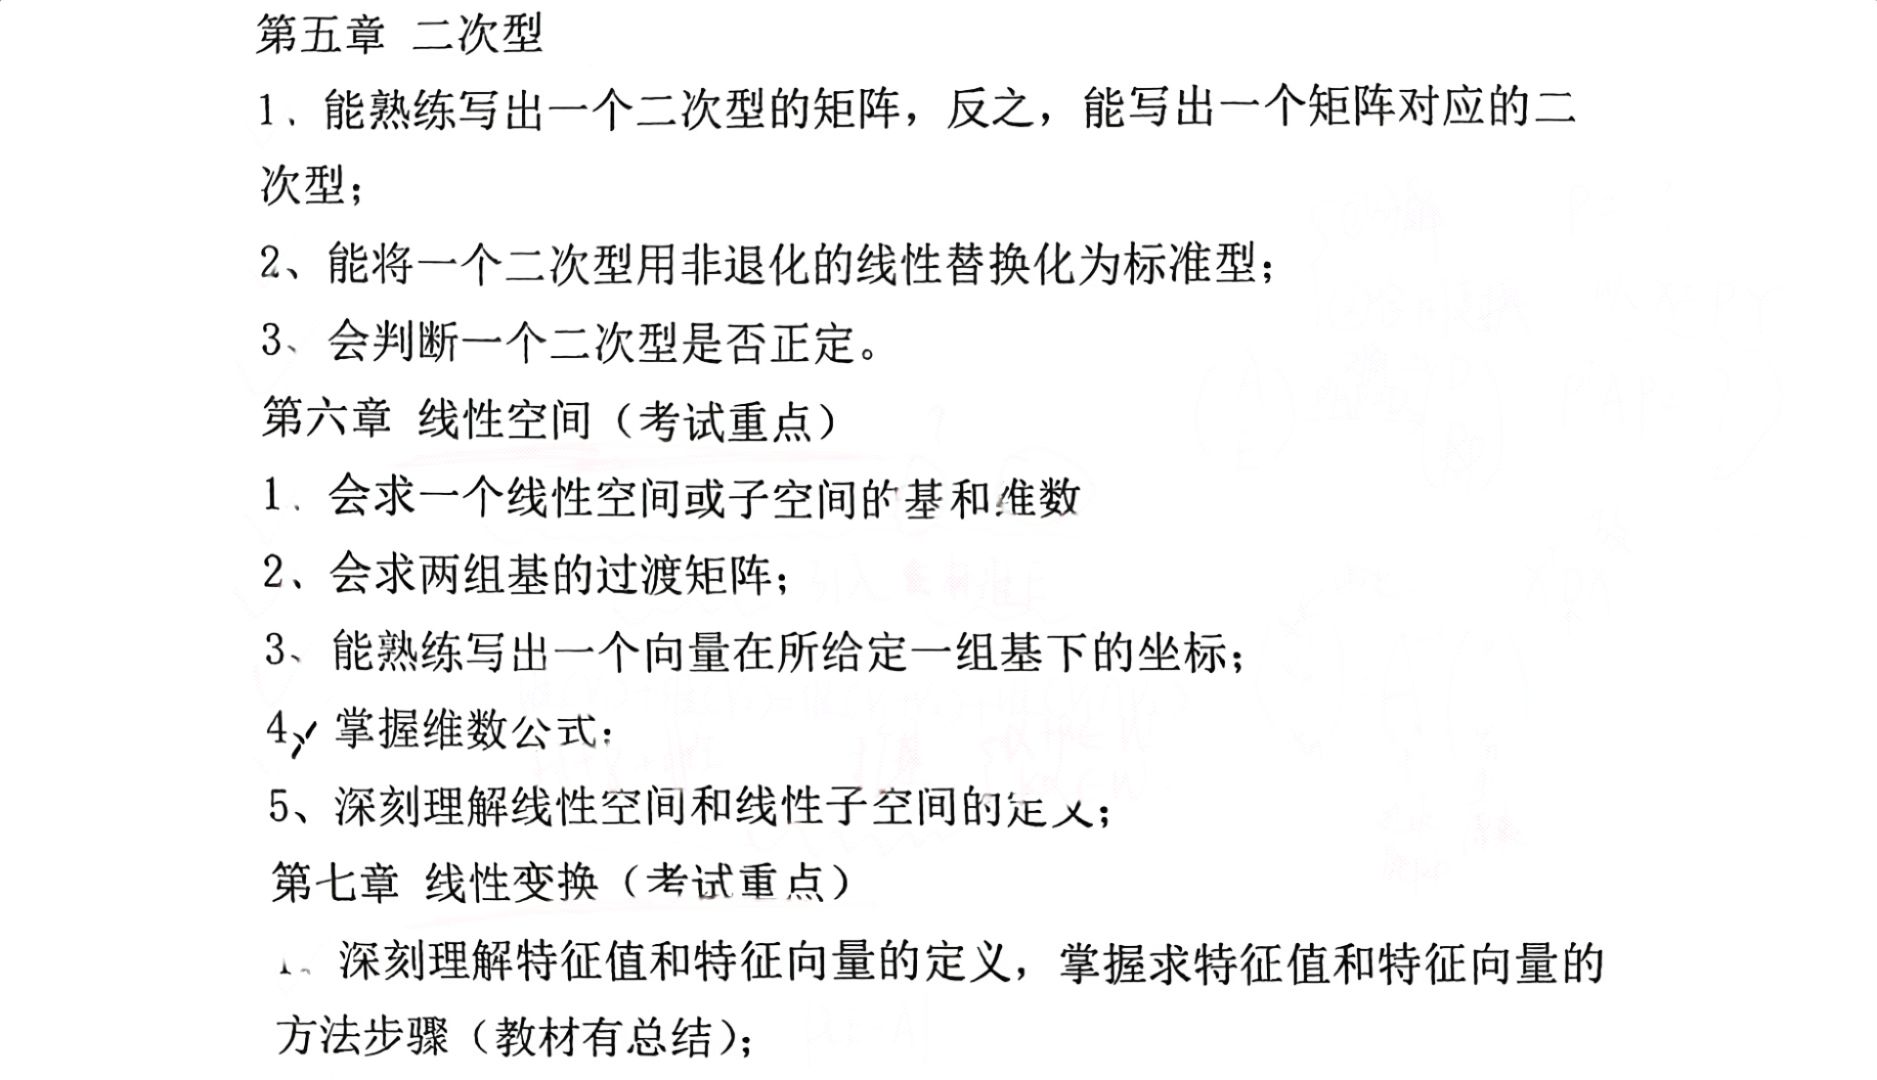 第五章 二次型
1. 能熟练写出一个二次型的矩阵，反之，能写出一个矩阵对应的二
次型；
2、能将一个二次型用非退化的线性替换化为标准型；
3、会判断一个二次型是否正定。
第六章 线性空间（考试重点）
1. 会求一个线性空间或子空间的基和维数
2、会求两组基的过渡矩阵；
3、能熟练写出一个向量在所给定一组基下的坐标；
4、掌握维数公式；
5、深刻理解线性空间和线性子空间的定义；
第七章 线性变换（考试重点）
1、深刻理解特征值和特征向量的定义，掌握求特征值和特征向量的
方法步骤（教材有总结）；